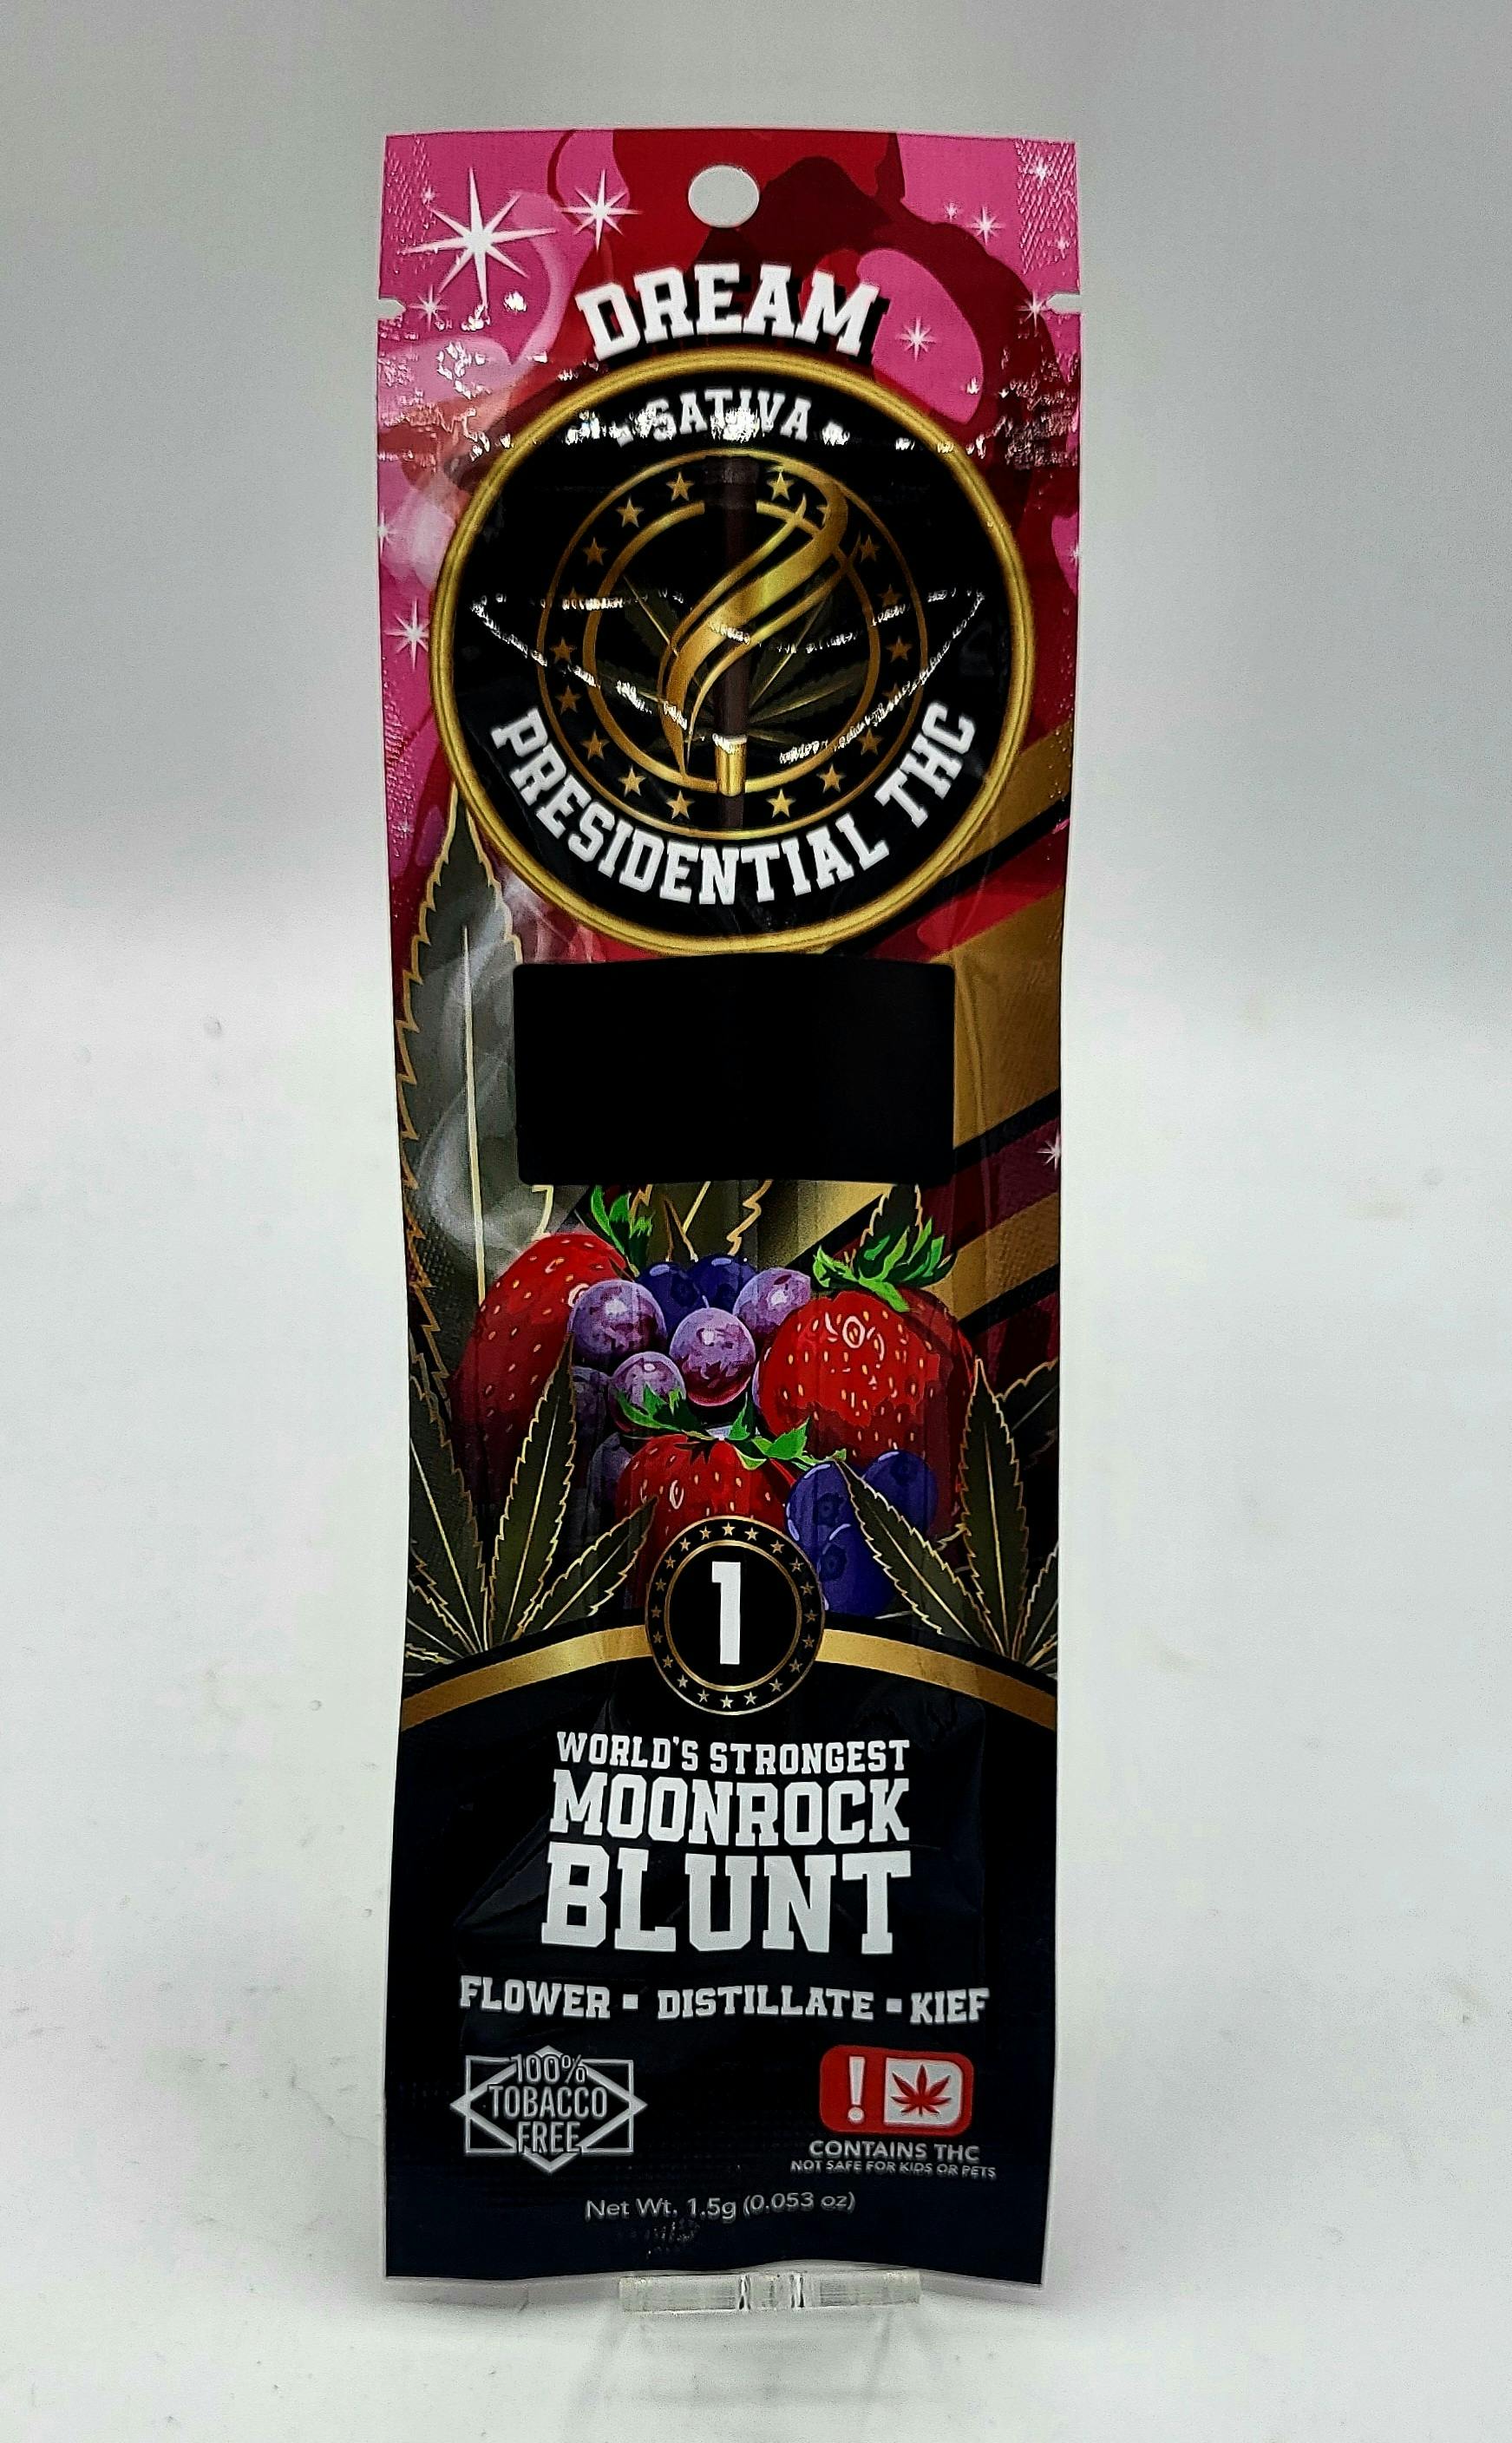 DREAM
SATIVA
PRESIDENTIAL THC
1
WORLD'S STRONGEST
MOONROCK
BLUNT
FLOWER ▪ DISTILLATE ▪ KIEF
100%
TOBACCO
FREE
!
CONTAINS THC
NOT SAFE FOR KIDS OR PETS
Net Wt. 1.5g (0.053 oz)